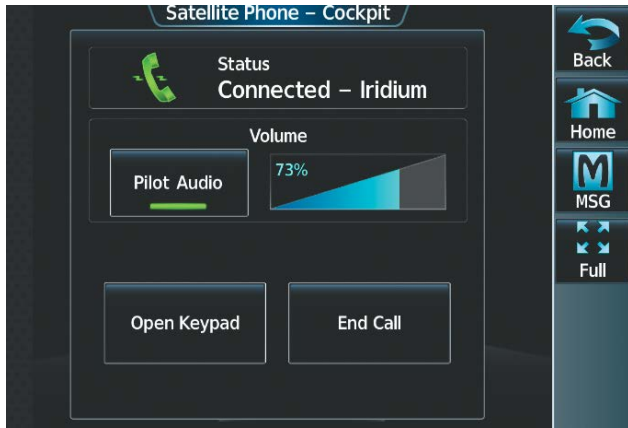 Satellite Phone – Cockpit
Status
Connected – Iridium
Volume
Pilot Audio
73%
Open Keypad
End Call
Back
Home
MSG
Full